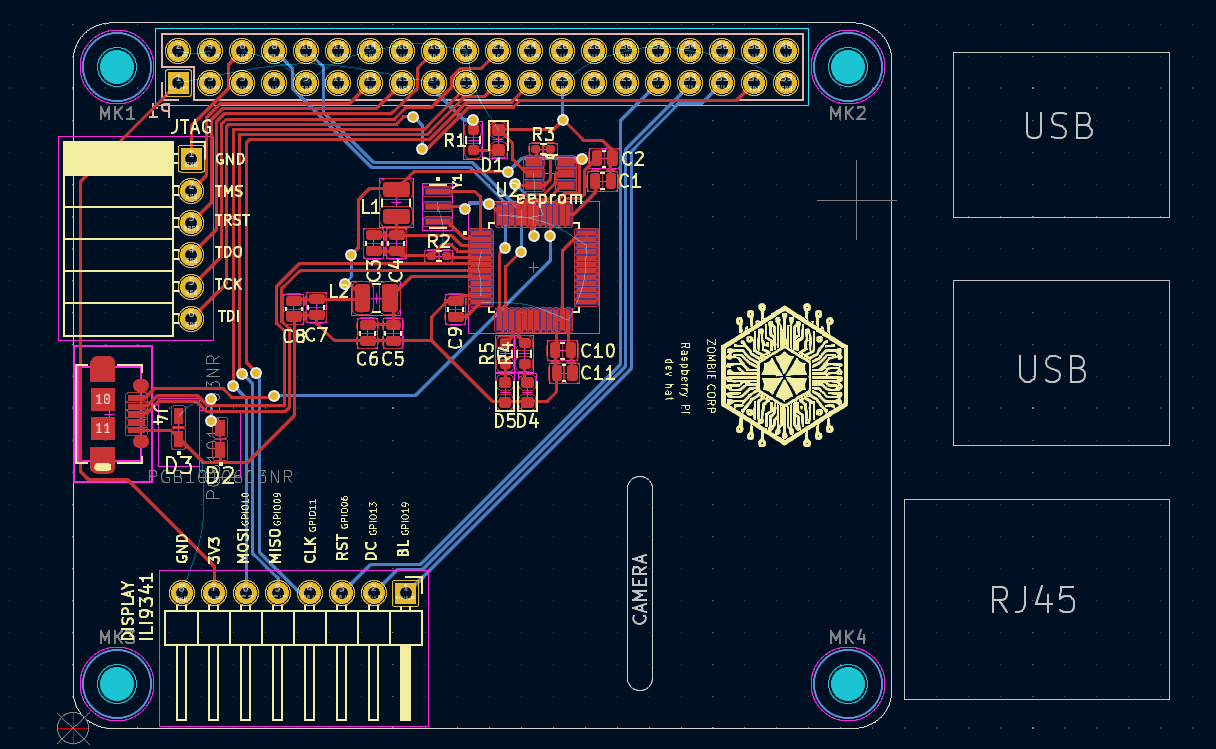 MK1
P1
MK2
JTAG
GND
TMS
TRST
TDO
TCK
TDI
R1
D1
R3
C2
C1
U2
eeprom
Y1
L1
R2
C3
C4
L2
C8
C7
C6
C5
C9
R5
R4
C10
C11
D5
D4
10
11
J4
D3
D2
PGB1010603NR
ZOMBIE CORP
Raspberry Pi
dev hat
USB
USB
RJ45
CAMERA
GND
3V3
MOSI GPIO10
MISO GPIO09
CLK GPIO11
RST GPIO06
DC GPIO13
BL GPIO19
DISPLAY
ILI9341
MK3
MK4